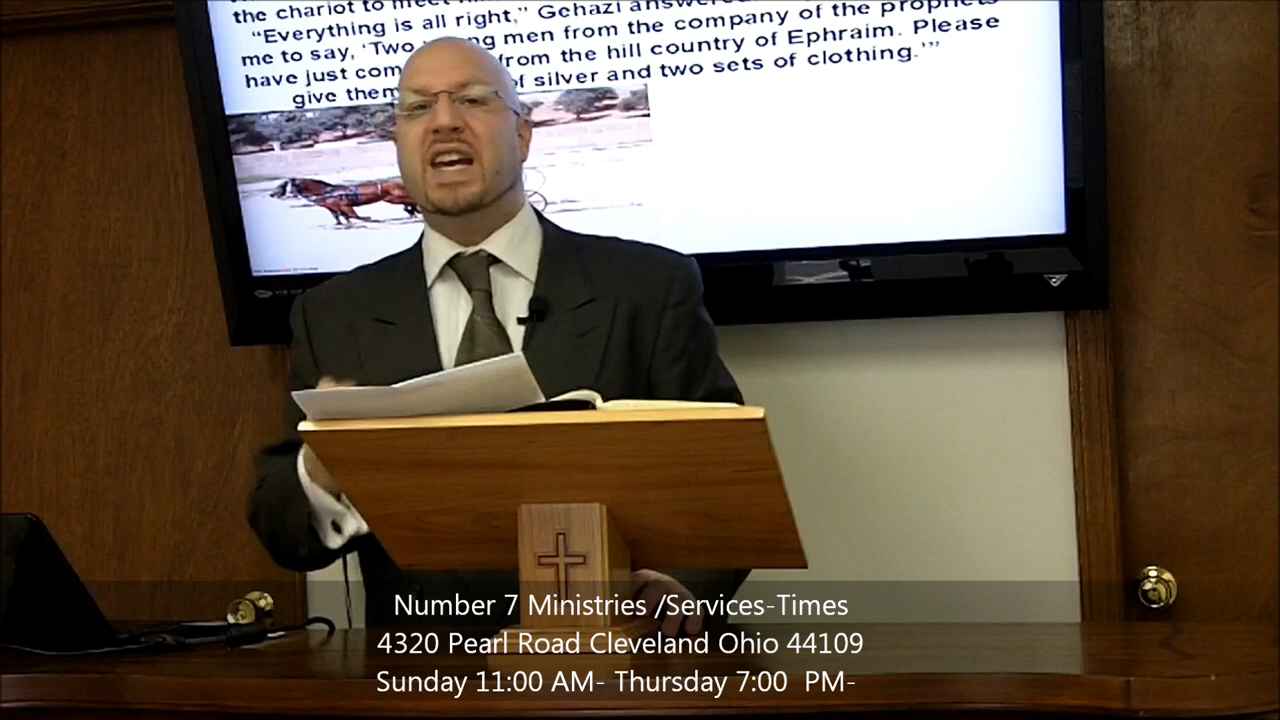 the chariot to meet
"Everything is all right," Gehazi answered
me to say, 'Two young men from the company of the prophets
have just com from the hill country of Ephraim. Please
give them of silver and two sets of clothing.'"
Number 7 Ministries /Services-Times
4320 Pearl Road Cleveland Ohio 44109
Sunday 11:00 AM- Thursday 7:00 PM-